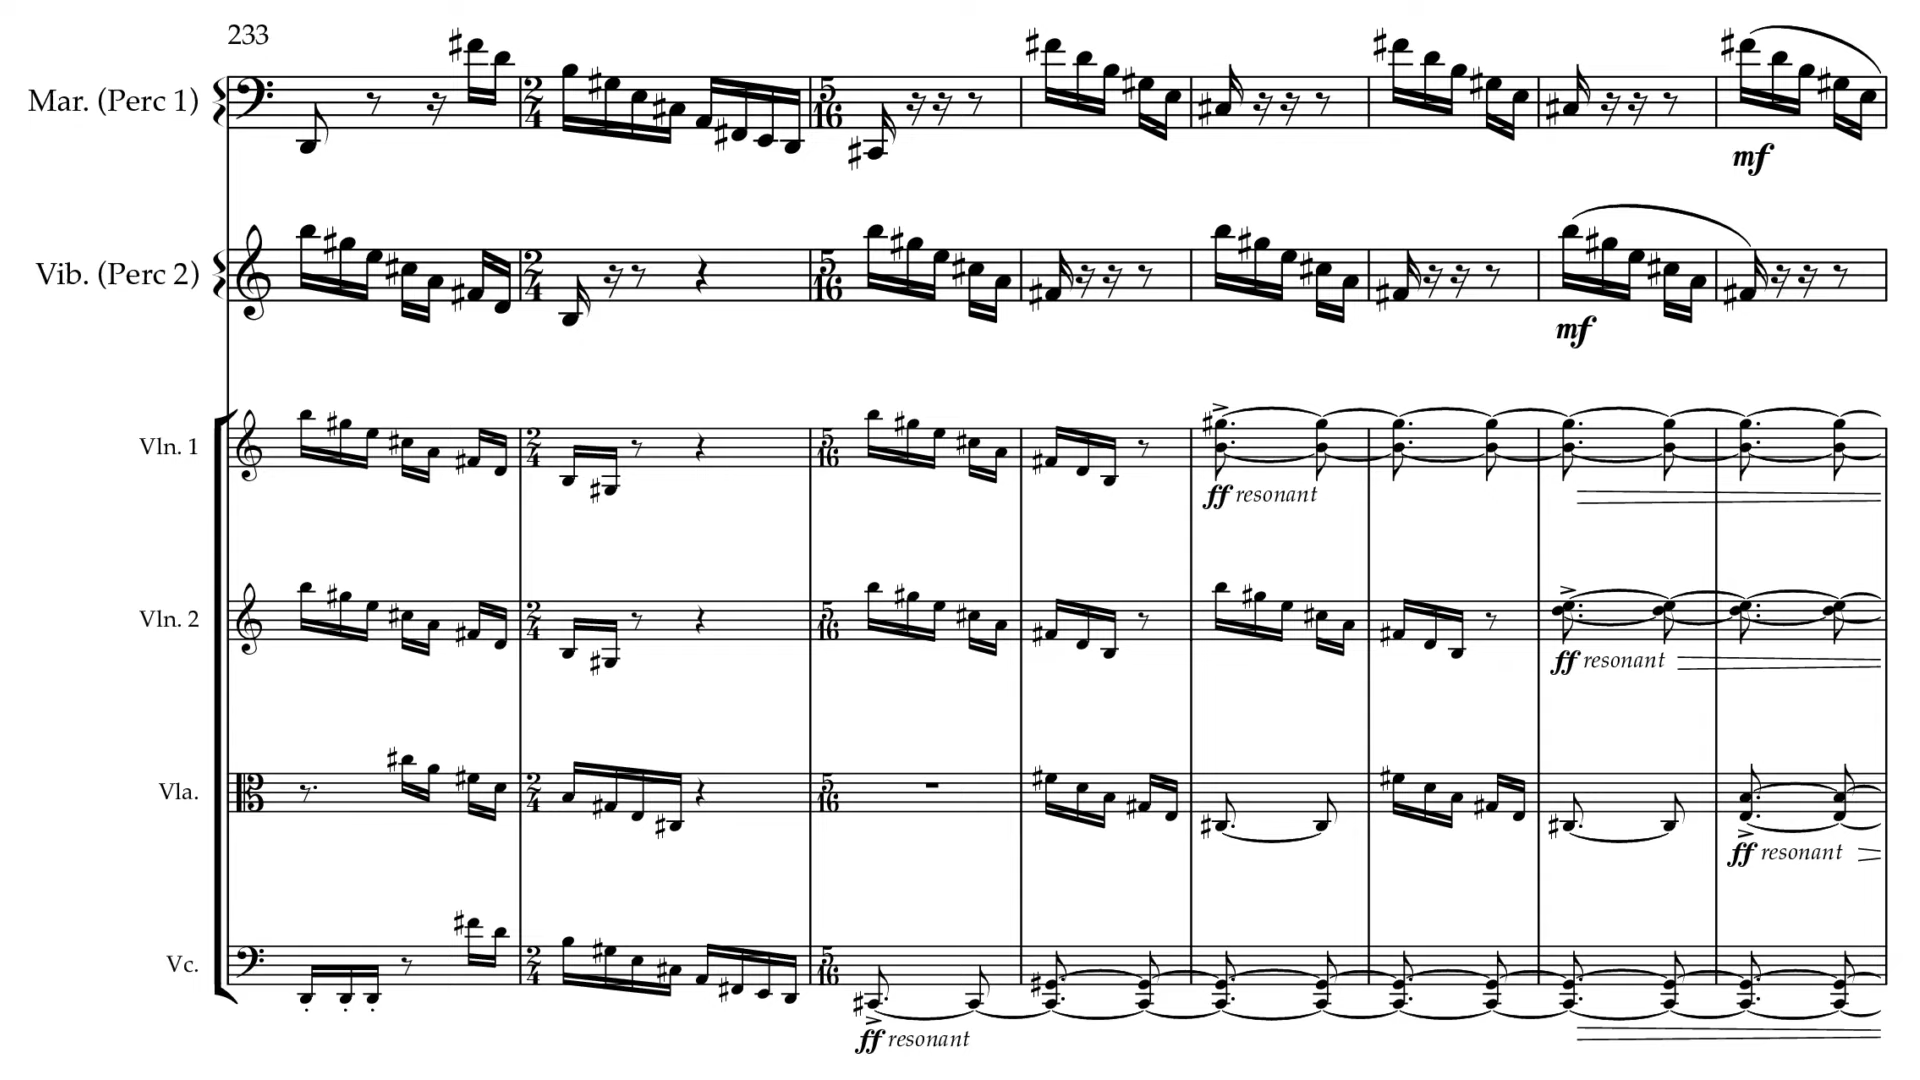 233
Mar. (Perc 1)
2
4
5
16
mf
Vib. (Perc 2)
2
4
5
16
mf
Vln. 1
2
4
5
16
ff resonant
Vln. 2
2
4
5
16
ff resonant
Vla.
2
4
5
16
ff resonant
Vc.
2
4
5
16
ff resonant